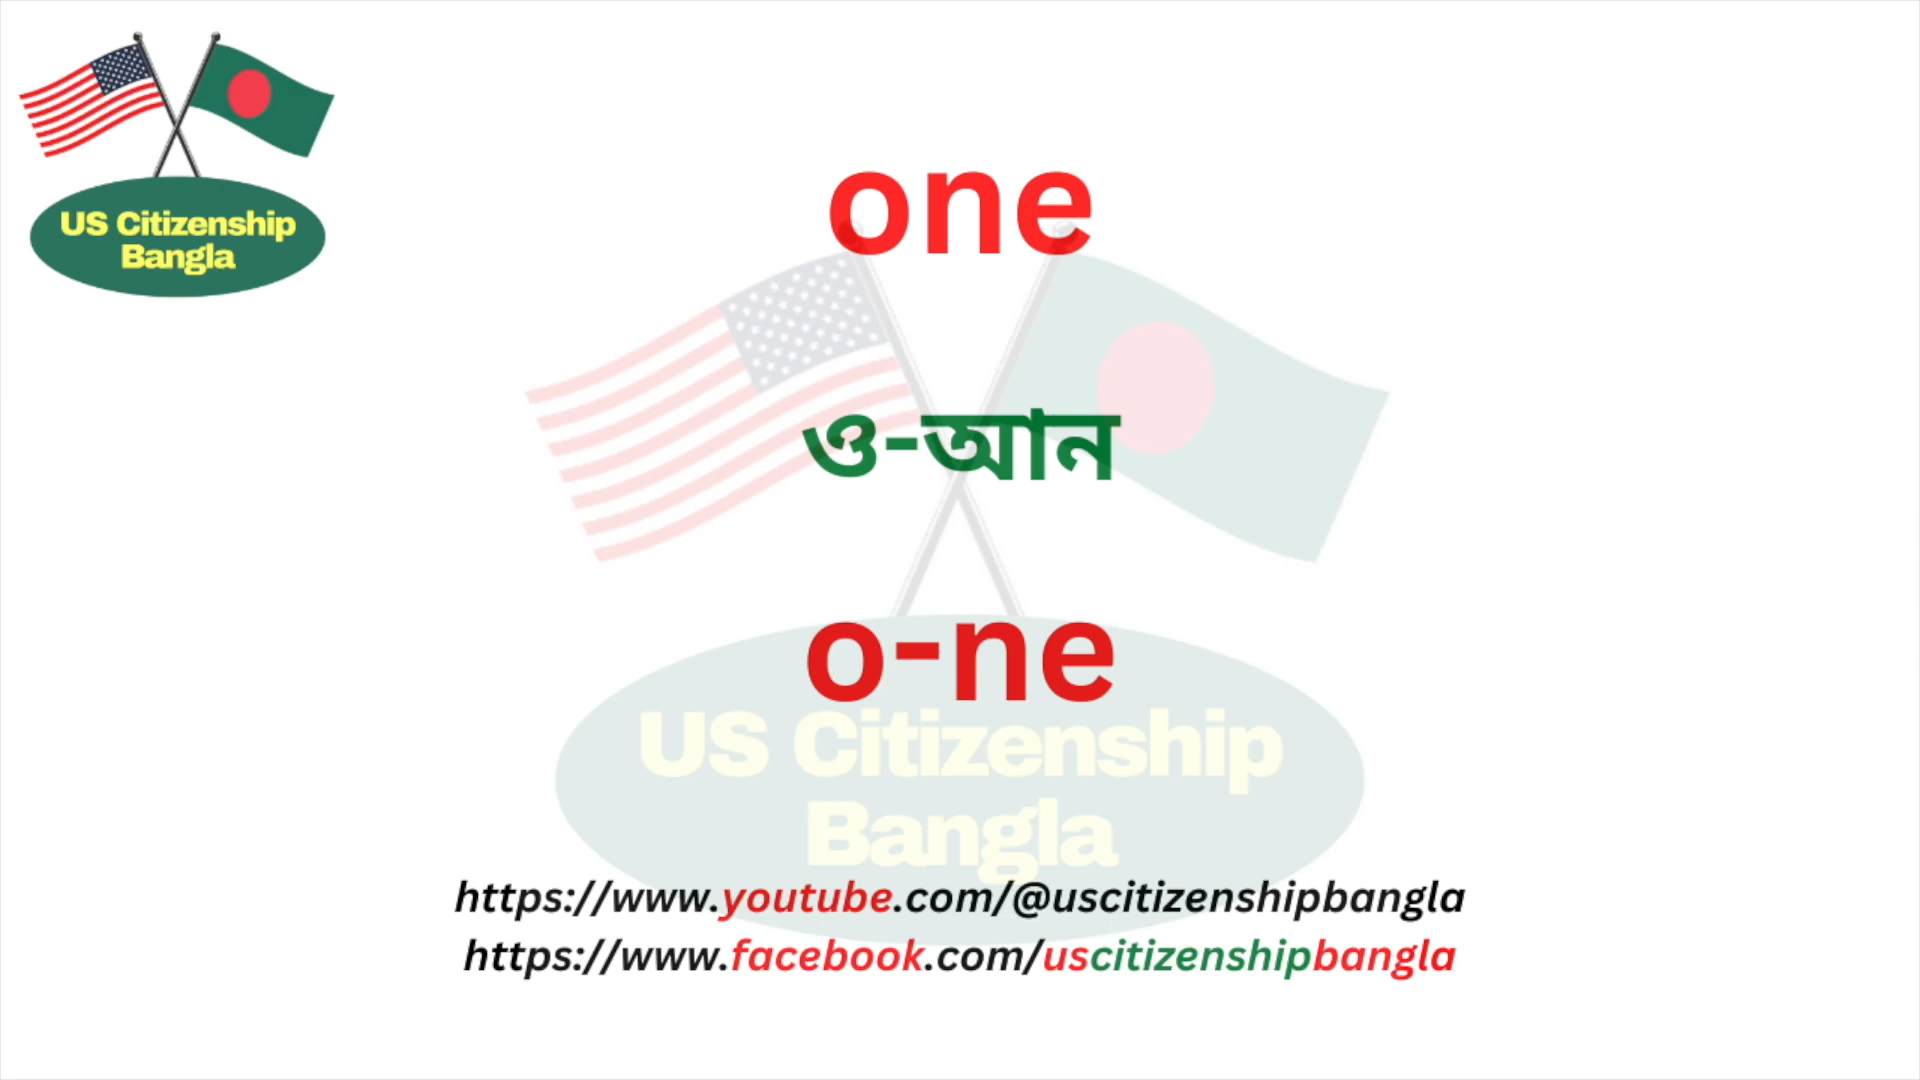 US Citizenship
Bangla
one
ও-আন
o-ne
US Citizenship
Bangla
https://www.youtube.com/@uscitizenshipbangla
https://www.facebook.com/uscitizenshipbangla